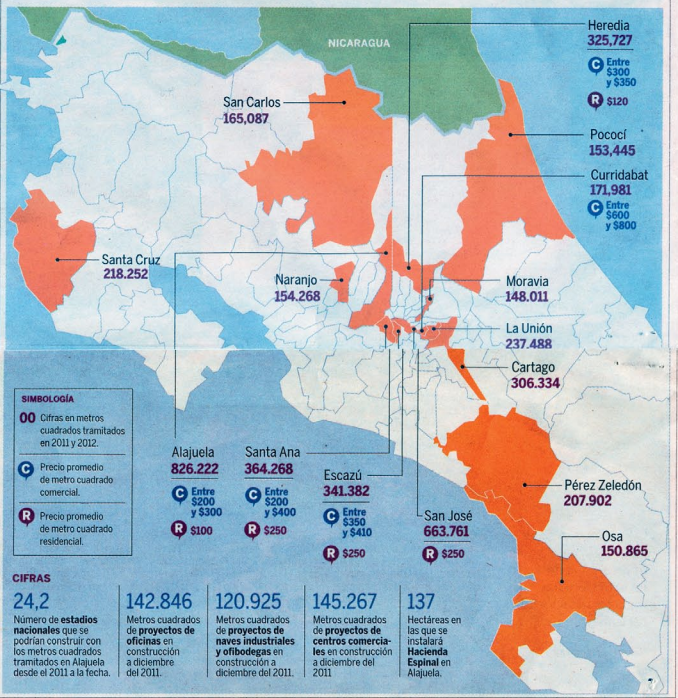 NICARAGUA
Heredia
325,727
C Entre
$300
y $350
R $120
San Carlos
165,087
Pococí
153,445
Curridabat
171,981
C Entre
$600
y $800
Santa Cruz
218.252
Naranjo
154.268
Moravia
148.011
La Unión
237.488
Cartago
306.334
SIMBOLOGÍA
00 Cifras en metros
cuadrados tramitados
en 2011 y 2012.
C Precio promedio
de metro cuadrado
comercial.
R Precio promedio
de metro cuadrado
residencial.
Alajuela
826.222
C Entre
$200
y $300
R $100
Santa Ana
364.268
C Entre
$200
y $400
R $250
Escazú
341.382
C Entre
$350
y $410
R $250
San José
663.761
R $250
Pérez Zeledón
207.902
Osa
150.865
CIFRAS
24,2
Número de estadios
nacionales que se
podrían construir con
los metros cuadrados
tramitados en Alajuela
desde el 2011 a la fecha.
142.846
Metros cuadrados
de proyectos de
oficinas en
construcción
a diciembre
del 2011.
120.925
Metros cuadrados
de proyectos de
naves industriales
y ofibodegas en
construcción a
diciembre del 2011.
145.267
Metros cuadrados
de proyectos de
centros comercia-
les en construcción
a diciembre del
2011
137
Hectáreas en
las que se
instalará
Hacienda
Espinal en
Alajuela.